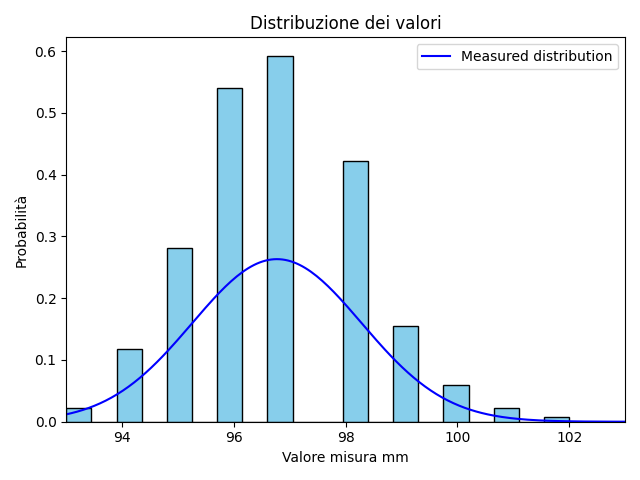 Distribuzione dei valori
Measured distribution
0.6
0.5
0.4
0.3
0.2
0.1
0.0
Probabilità
94 96 98 100 102
Valore misura mm